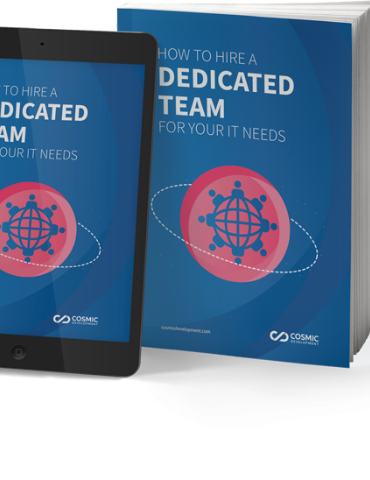 TO HIRE A
DEDICATED
TEAM
YOUR IT NEEDS
COSMIC
DEVELOPMENT
HOW TO HIRE A
DEDICATED
TEAM
FOR YOUR IT NEEDS
cosmicdevelopment.com
COSMIC
DEVELOPMENT